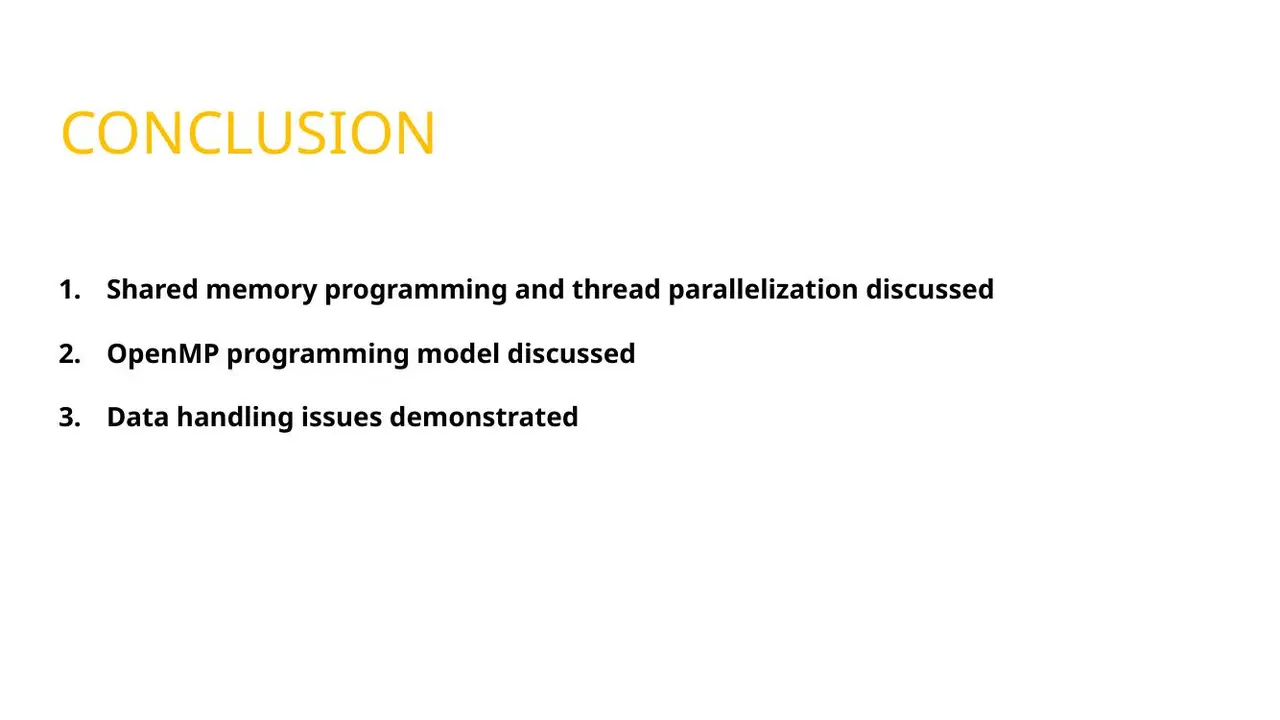 CONCLUSION
1. Shared memory programming and thread parallelization discussed
2. OpenMP programming model discussed
3. Data handling issues demonstrated